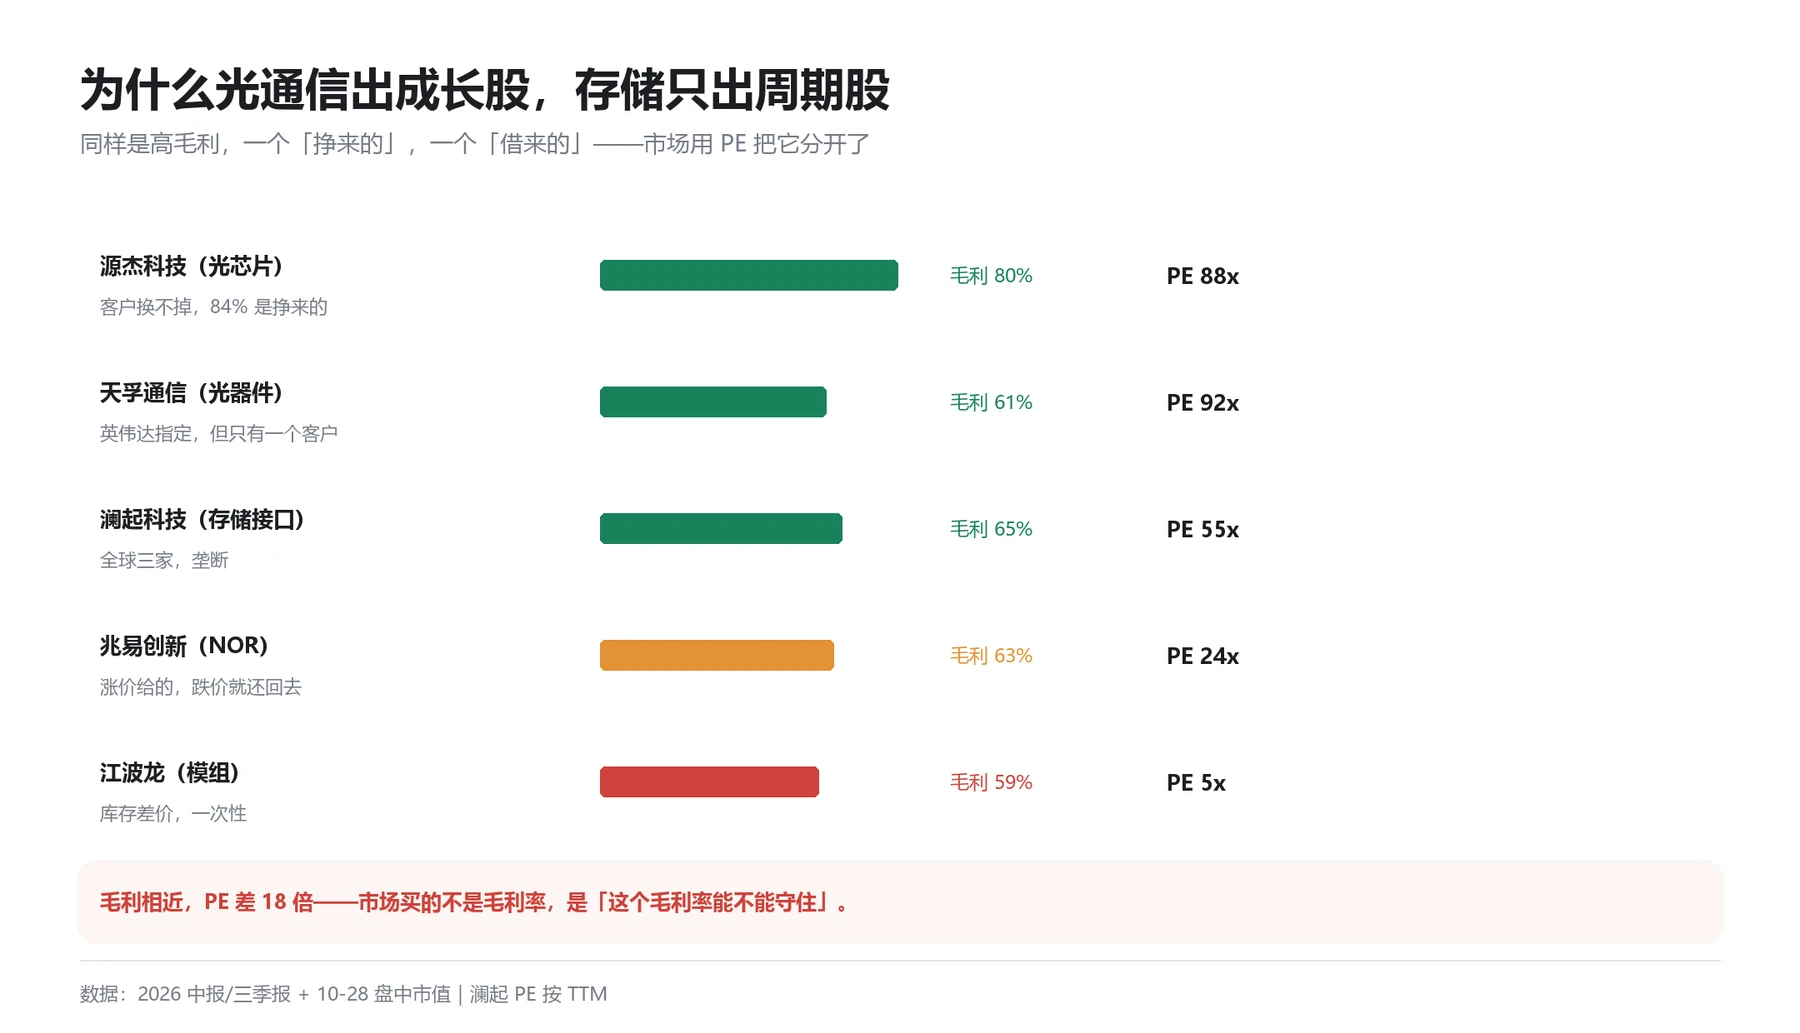 为什么光通信出成长股，存储只出周期股
同样是高毛利，一个「挣来的」，一个「借来的」——市场用 PE 把它分开了
源杰科技（光芯片）
毛利 80%
PE 88x
客户换不掉，84% 是挣来的
天孚通信（光器件）
毛利 61%
PE 92x
英伟达指定，但只有一个客户
澜起科技（存储接口）
毛利 65%
PE 55x
全球三家，垄断
兆易创新（NOR）
毛利 63%
PE 24x
涨价给的，跌价就还回去
江波龙（模组）
毛利 59%
PE 5x
库存差价，一次性
毛利相近，PE 差 18 倍——市场买的不是毛利率，是「这个毛利率能不能守住」。
数据：2026 中报/三季报 + 10-28 盘中市值 | 澜起 PE 按 TTM